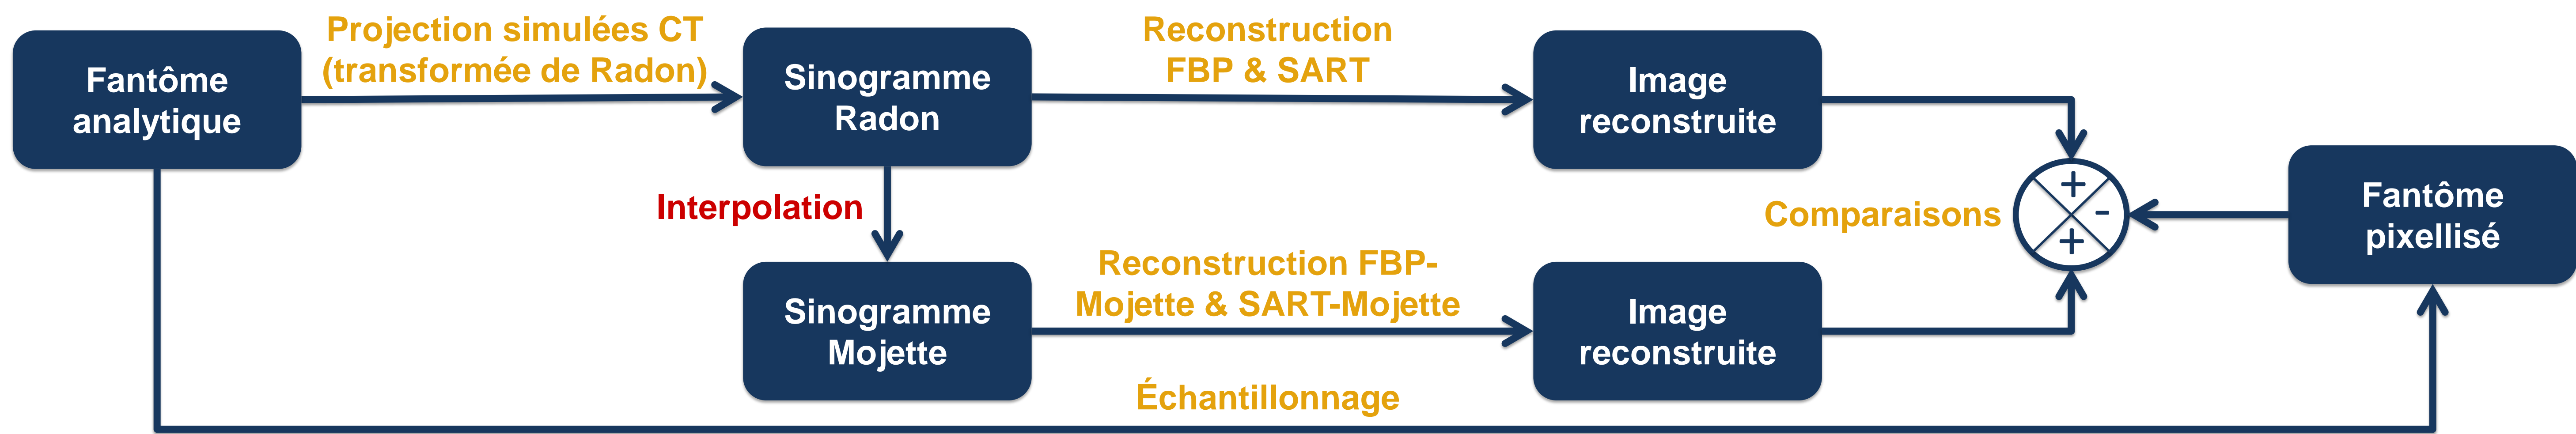 Fantôme
analytique
Projection simulées CT
(transformée de Radon)
Sinogramme
Radon
Reconstruction
FBP & SART
Image
reconstruite
Interpolation
Sinogramme
Mojette
Reconstruction FBP-
Mojette & SART-Mojette
Image
reconstruite
Comparaisons
+
-
+
Fantôme
pixellisé
Échantillonnage